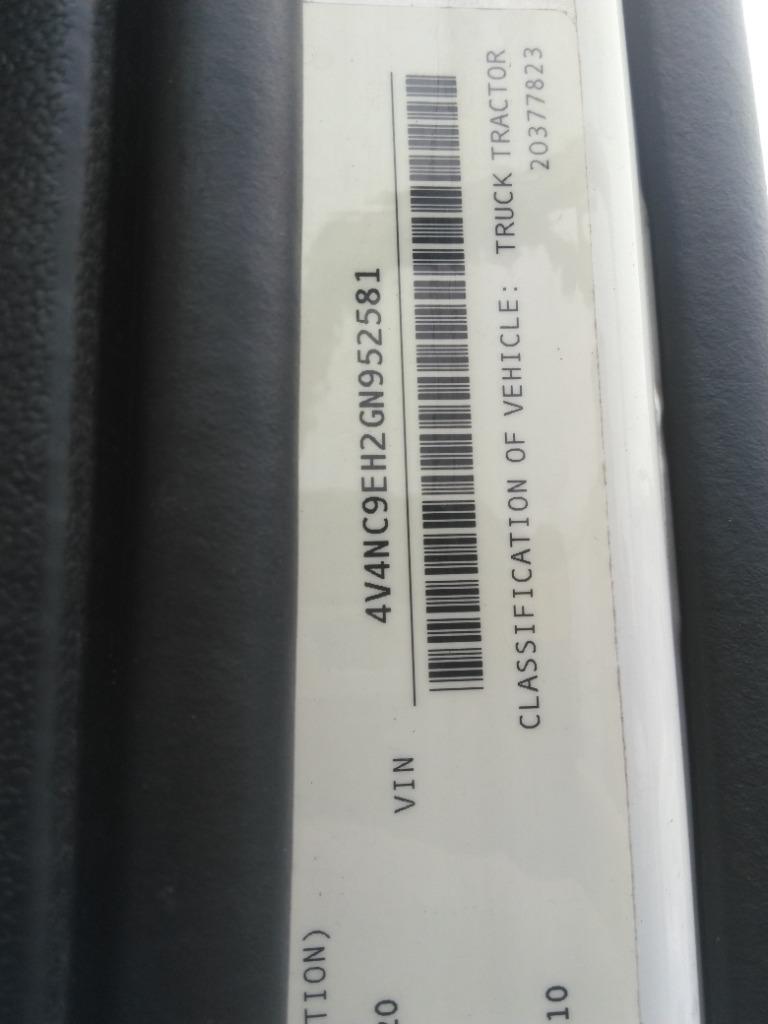 TION)
20
VIN 4V4NC9EH2GN952581
CLASSIFICATION OF VEHICLE: TRUCK TRACTOR
20377823
10